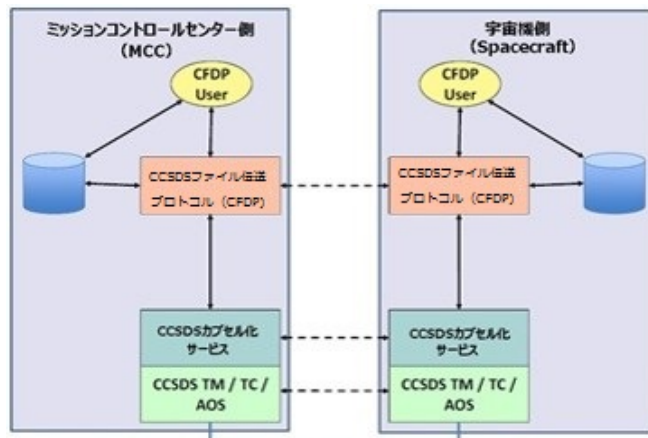 ミッションコントロールセンター側
（MCC）
CFDP
User
CCSDSファイル伝送
プロトコル（CFDP)
CCSDSカプセル化
サービス
CCSDS TM / TC /
AOS
宇宙機側
（Spacecraft）
CFDP
User
CCSDSファイル伝送
プロトコル（CFDP)
CCSDSカプセル化
サービス
CCSDS TM / TC /
AOS